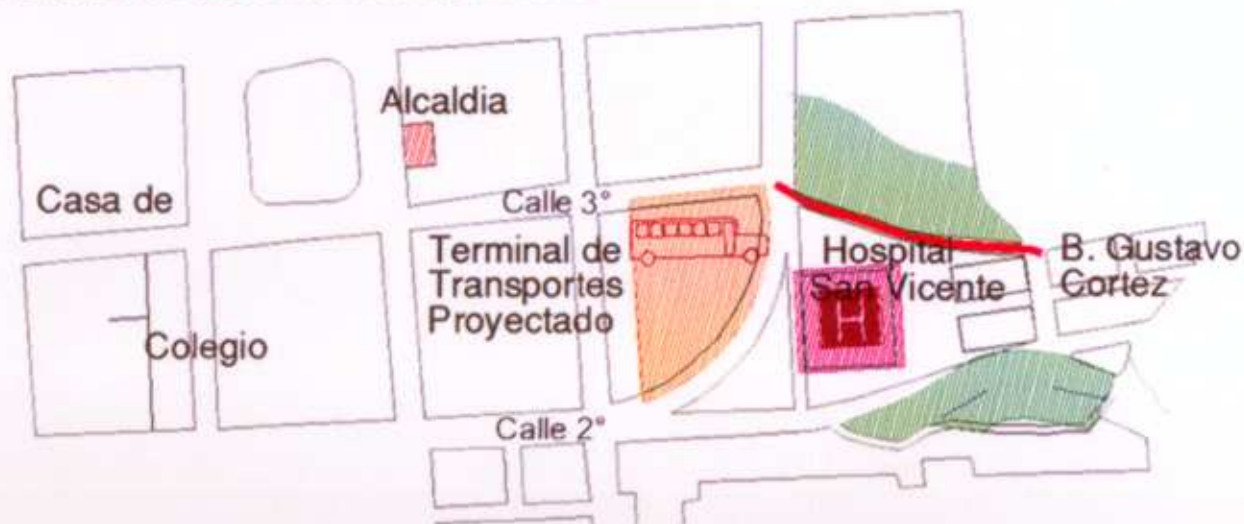 Alcaldia
Casa de
Calle 3°
Terminal de
Transportes
Proyectado
Hospital
San Vicente
H
B. Gustavo
Cortez
Colegio
Calle 2°